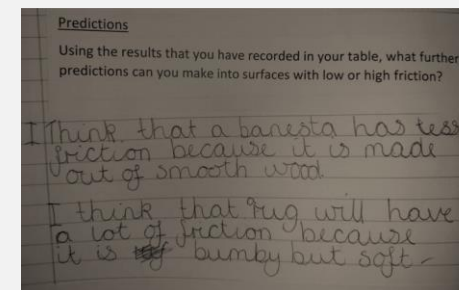 Predictions
Using the results that you have recorded in your table, what further
predictions can you make into surfaces with low or high friction?
I Think that a banesta has less
friction because it is made
out of smooth wood
I think that rug will have
a lot of friction because
it is bumby but soft